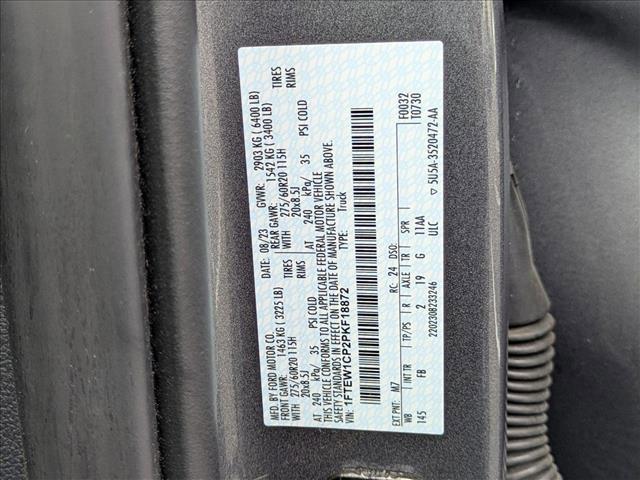 MFD. BY FORD MOTOR CO.
DATE: 08/23 GVWR: 2903 KG ( 6400 LB)
FRONT GAWR: 1463 KG ( 3225 LB) REAR GAWR: 1542 KG ( 3400 LB)
WITH 275/60R20 115H TIRES WITH 275/60R20 115H TIRES
20x8.5J RIMS 20x8.5J RIMS
AT 240 kPa/ 35 PSI COLD AT 240 kPa/ 35 PSI COLD
THIS VEHICLE CONFORMS TO ALL APPLICABLE FEDERAL MOTOR VEHICLE
SAFETY STANDARDS IN EFFECT ON THE DATE OF MANUFACTURE SHOWN ABOVE.
VIN: 1FTEW1CP2PKF18872
TYPE: Truck
F0032
T0730
EXT PNT: M7 RC: 24 DSO:
WB INT TR TP/PS R AXLE TR SPR
145 FB 2 19 G 11AA
2202308233246 ULC ▽ 5U5A-3520472-AA